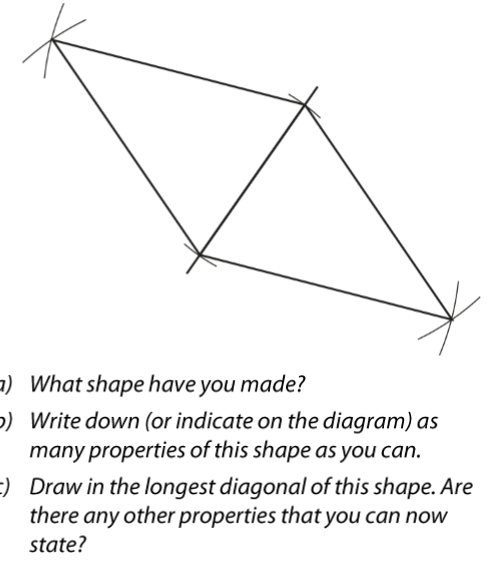 a) What shape have you made?
b) Write down (or indicate on the diagram) as
many properties of this shape as you can.
c) Draw in the longest diagonal of this shape. Are
there any other properties that you can now
state?